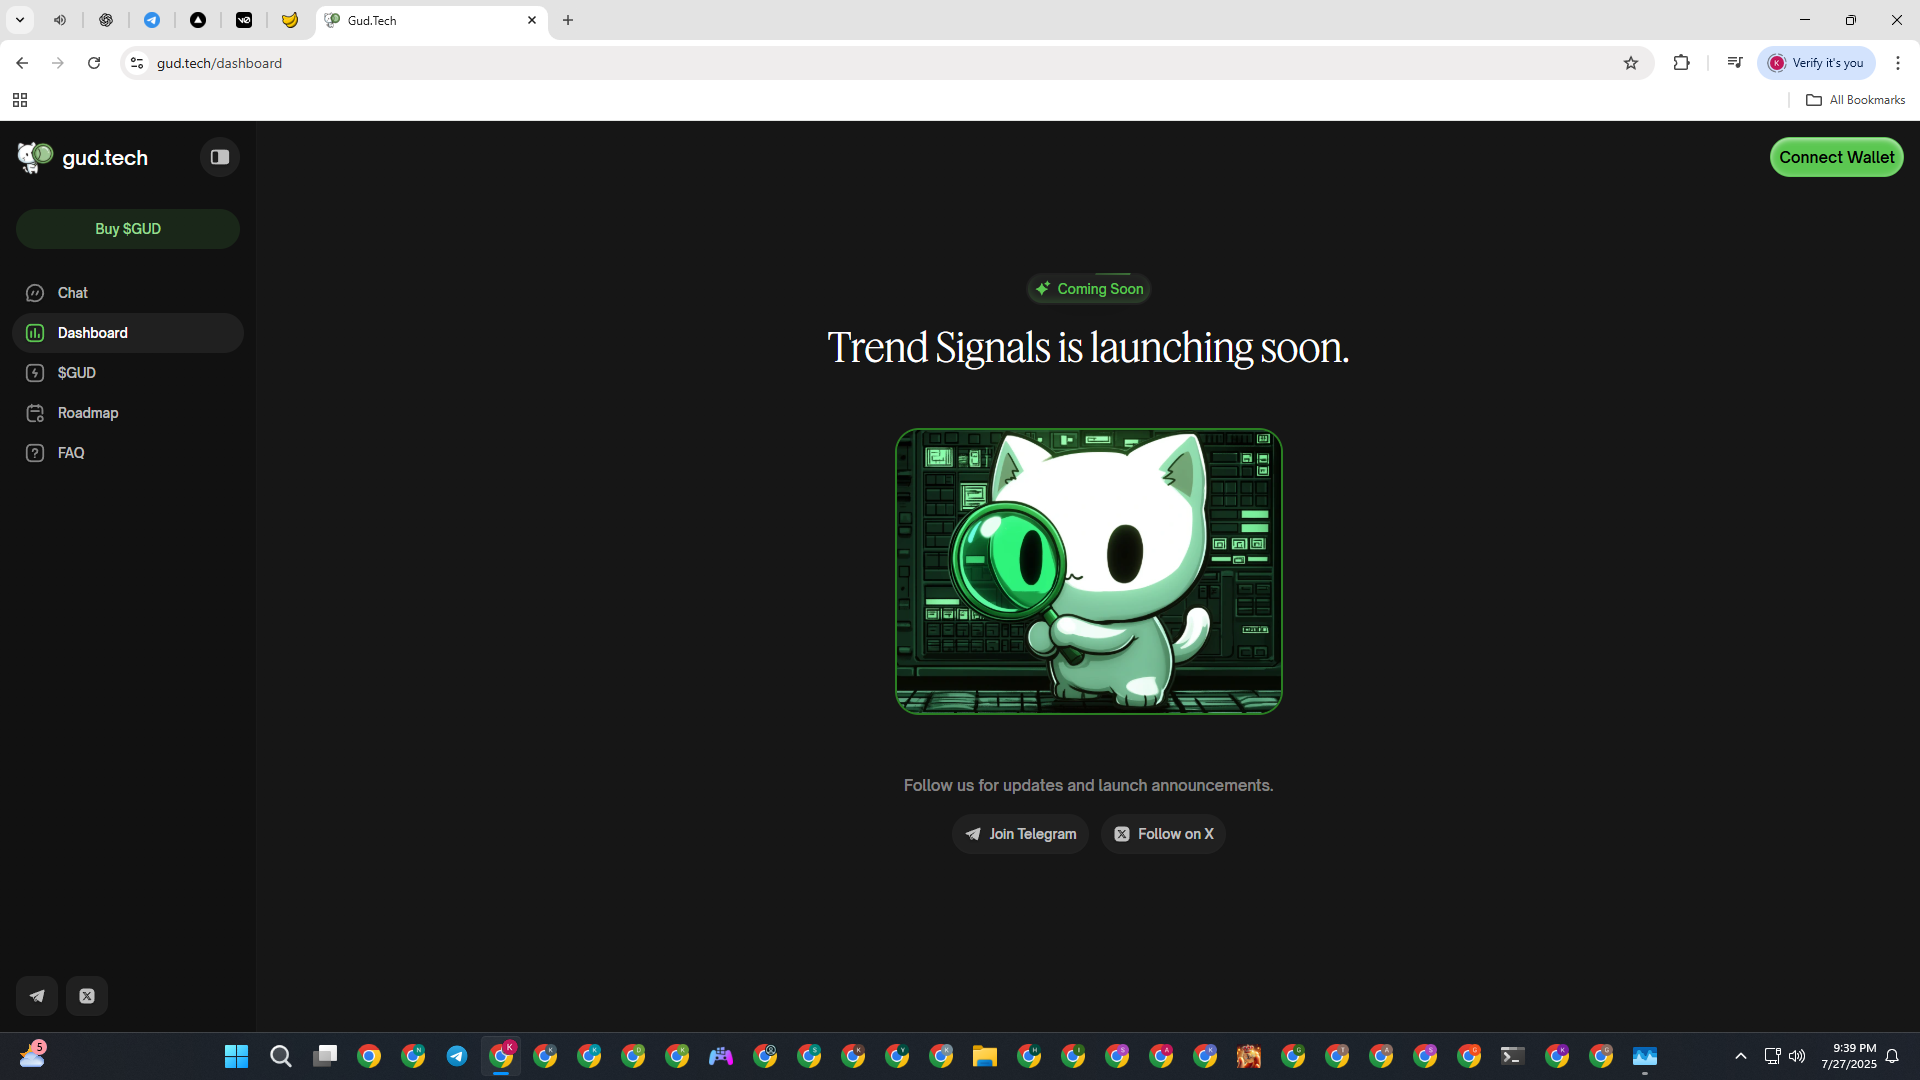 Gud.Tech
gud.tech/dashboard
K
Verify it's you
All Bookmarks
gud.tech
Connect Wallet
Buy $GUD
Chat
Dashboard
$GUD
Roadmap
FAQ
Coming Soon
Trend Signals is launching soon.
Follow us for updates and launch announcements.
Join Telegram
Follow on X
5
9:39 PM
7/27/2025